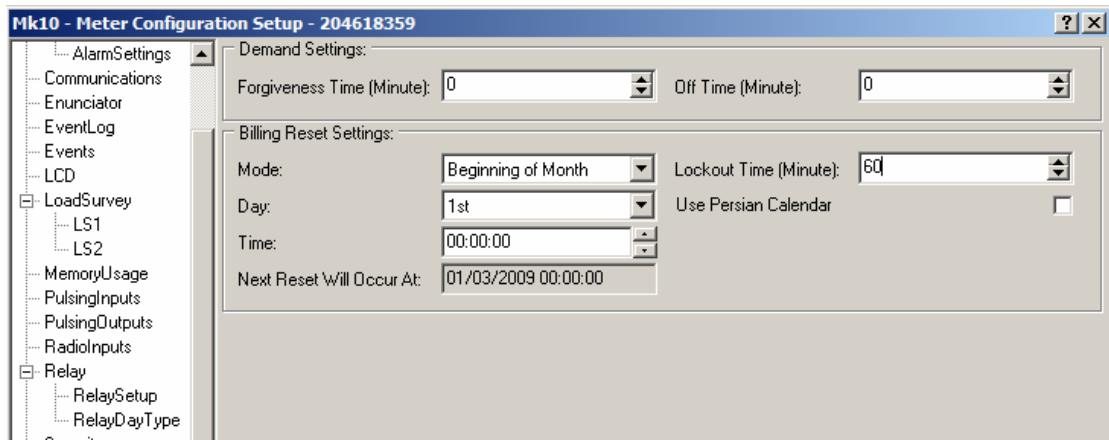 Mk10 - Meter Configuration Setup - 204618359
AlarmSettings
Communications
Enunciator
EventLog
Events
LCD
LoadSurvey
LS1
LS2
MemoryUsage
PulsingInputs
PulsingOutputs
RadioInputs
Relay
RelaySetup
RelayDayType
Demand Settings:
Forgiveness Time (Minute): 0 Off Time (Minute): 0
Billing Reset Settings:
Mode: Beginning of Month Lockout Time (Minute): 60
Day: 1st Use Persian Calendar
Time: 00:00:00
Next Reset Will Occur At: 01/03/2009 00:00:00